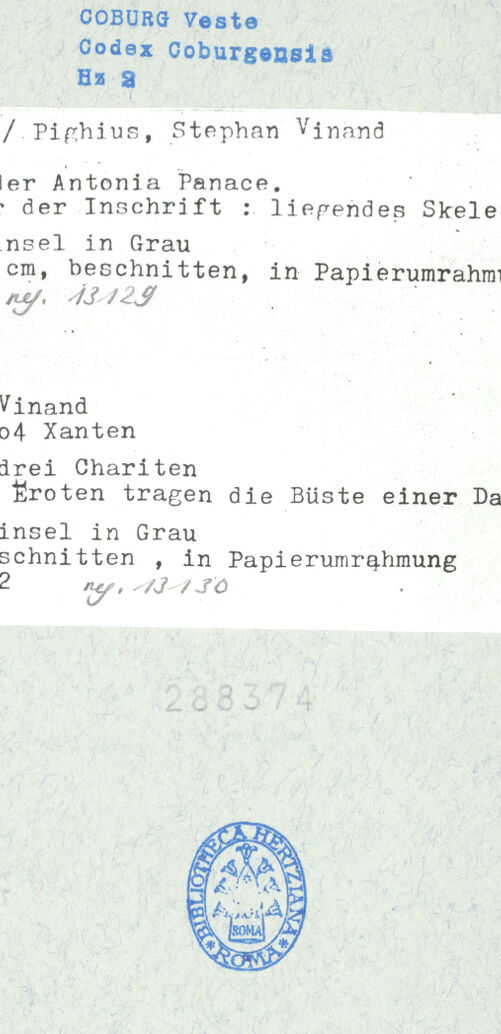 COBURG Veste
Codex Coburgensis
Hz 2
/ Pighius, Stephan Vinand
der Antonia Panace.
r der Inschrift : liegendes Skele
insel in Grau
cm, beschnitten, in Papierumrahmu
neg. 13129
Vinand
o4 Xanten
drei Chariten
Eroten tragen die Büste einer Da
insel in Grau
schnitten , in Papierumrahmung
2
neg. 13130
288374
BIBLIOTHECA HERTZIANA
ROMA
* ROMA *